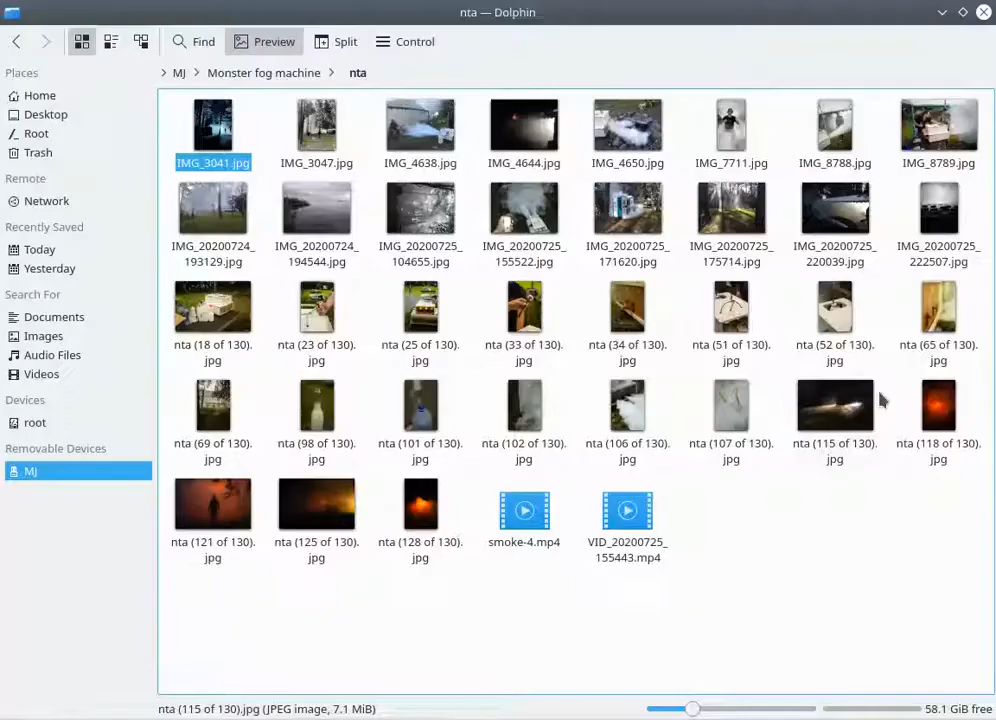 nta — Dolphin
Find
Preview
Split
Control
Places
MJ
Monster fog machine
nta
Home
Desktop
Root
Trash
Remote
Network
Recently Saved
Today
Yesterday
Search For
Documents
Images
Audio Files
Videos
Devices
root
Removable Devices
MJ
IMG_3041.jpg
IMG_3047.jpg
IMG_4638.jpg
IMG_4644.jpg
IMG_4650.jpg
IMG_7711.jpg
IMG_8788.jpg
IMG_8789.jpg
IMG_20200724_
193129.jpg
IMG_20200724_
194544.jpg
IMG_20200725_
104655.jpg
IMG_20200725_
155522.jpg
IMG_20200725_
171620.jpg
IMG_20200725_
175714.jpg
IMG_20200725_
220039.jpg
IMG_20200725_
222507.jpg
nta (18 of 130).
jpg
nta (23 of 130).
jpg
nta (25 of 130).
jpg
nta (33 of 130).
jpg
nta (34 of 130).
jpg
nta (51 of 130).
jpg
nta (52 of 130).
jpg
nta (65 of 130).
jpg
nta (69 of 130).
jpg
nta (98 of 130).
jpg
nta (101 of 130).
jpg
nta (102 of 130).
jpg
nta (106 of 130).
jpg
nta (107 of 130).
jpg
nta (115 of 130).
jpg
nta (118 of 130).
jpg
nta (121 of 130).
jpg
nta (125 of 130).
jpg
nta (128 of 130).
jpg
smoke-4.mp4
VID_20200725_
155443.mp4
nta (115 of 130).jpg (JPEG image, 7.1 MiB)
58.1 GiB free